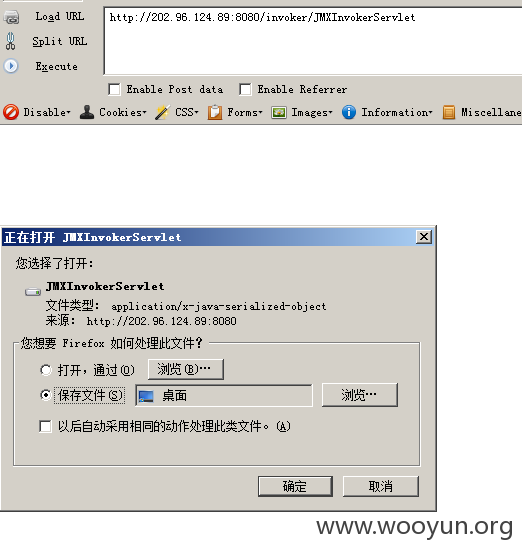 Load URL
http://202.96.124.89:8080/invoker/JMXInvokerServlet
Split URL
Execute
Enable Post data Enable Referrer
Disable Cookies CSS Forms Images Information Miscellane
正在打开 JMXInvokerServlet
您选择了打开：
JMXInvokerServlet
文件类型： application/x-java-serialized-object
来源： http://202.96.124.89:8080
您想要 Firefox 如何处理此文件？
打开，通过(O) 浏览(B)…
保存文件(S) 桌面 浏览…
以后自动采用相同的动作处理此类文件。(A)
确定 取消
www.wooyun.org